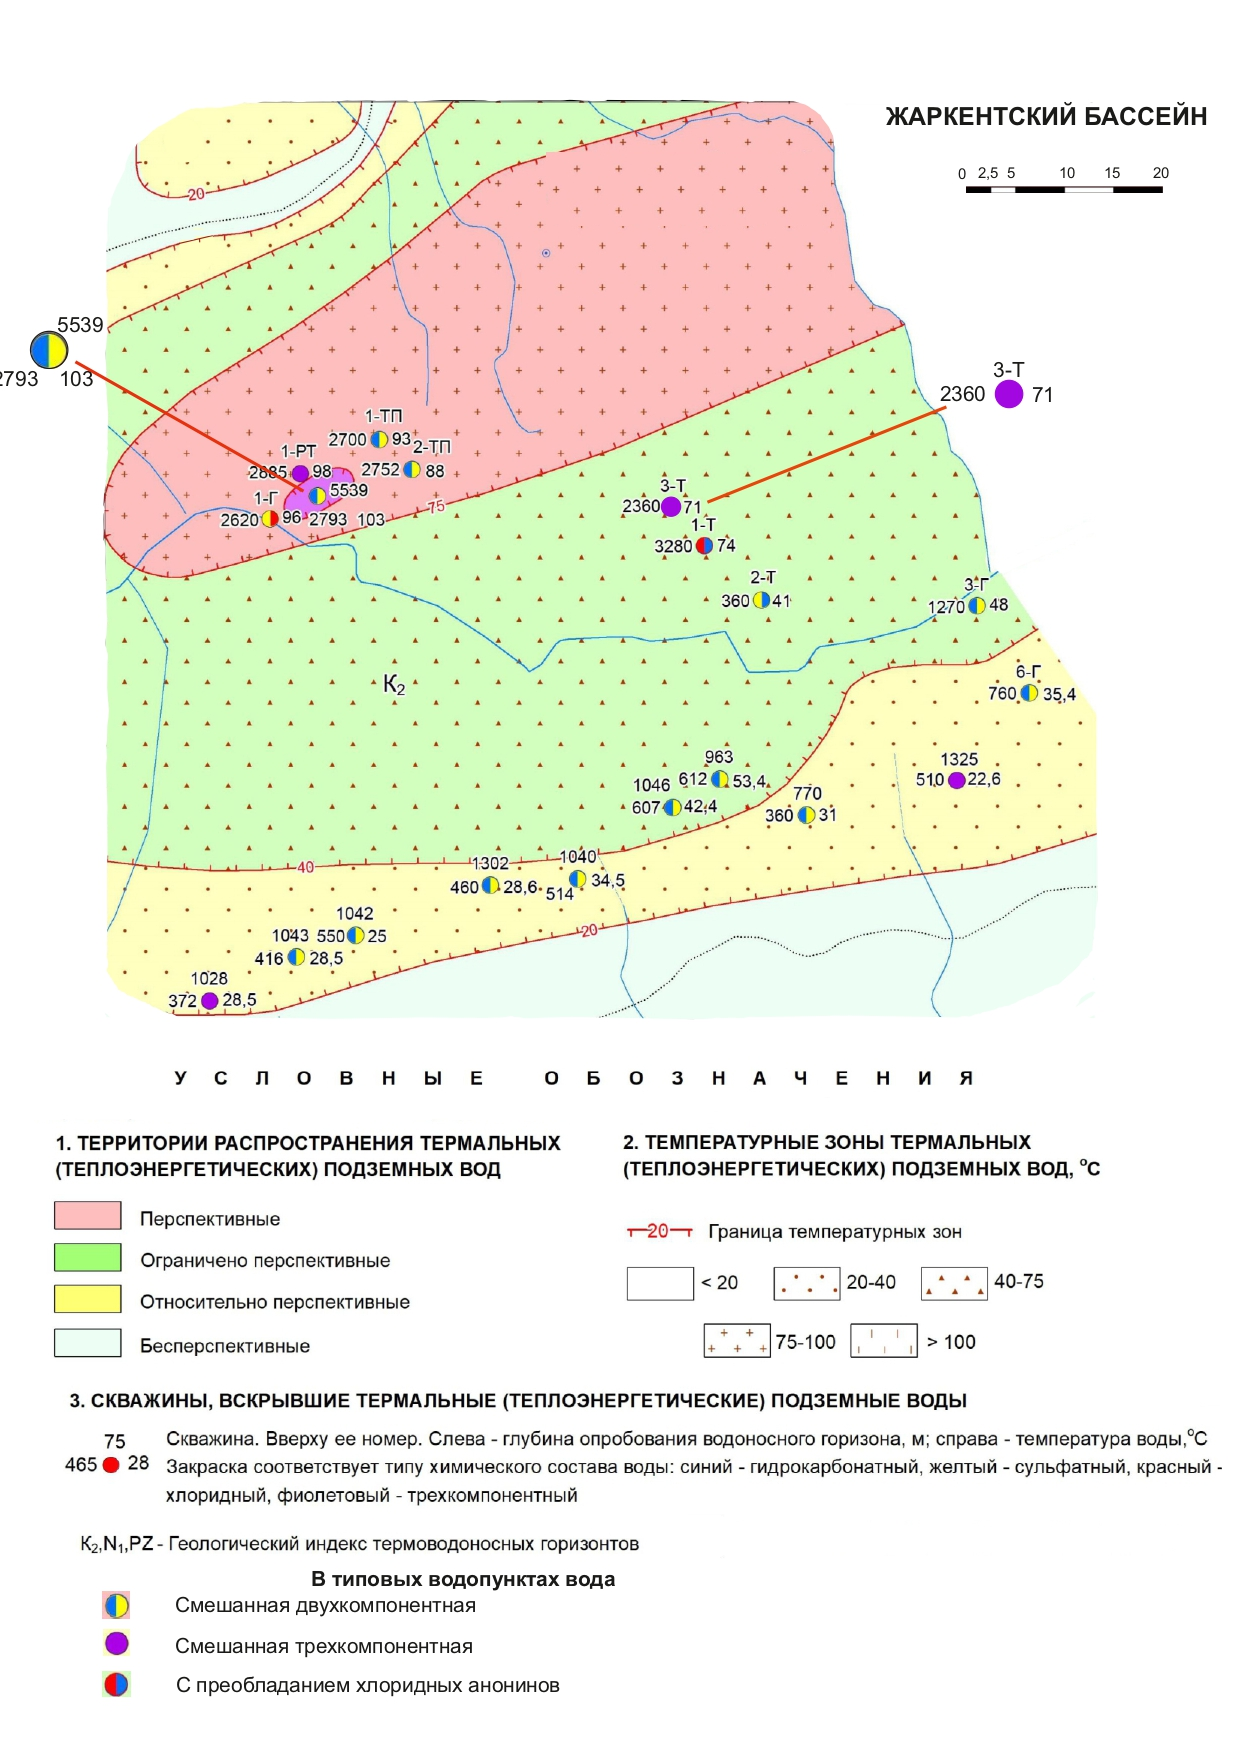 ЖАРКЕНТСКИЙ БАССЕЙН
0 2,5 5 10 15 20
20
5539
2793 103
3-Т
2360 71
1-ТП
2700 93
2-ТП
2752 88
1-РТ
2885 98
5539
2793 103
1-Г
2620 96
75
3-Т
2360 71
1-Т
3280 74
2-Т
360 41
3-Г
1270 48
6-Г
760 35,4
К2
963
612 53,4
1046
607 42,4
770
360 31
1325
510 22,6
40
1302
460 28,6
1040
514 34,5
20
1042
550 25
1043
416 28,5
1028
372 28,5
УСЛОВНЫЕ ОБОЗНАЧЕНИЯ
1. ТЕРРИТОРИИ РАСПРОСТРАНЕНИЯ ТЕРМАЛЬНЫХ
(ТЕПЛОЭНЕРГЕТИЧЕСКИХ) ПОДЗЕМНЫХ ВОД
Перспективные
Ограничено перспективные
Относительно перспективные
Бесперспективные
2. ТЕМПЕРАТУРНЫЕ ЗОНЫ ТЕРМАЛЬНЫХ
(ТЕПЛОЭНЕРГЕТИЧЕСКИХ) ПОДЗЕМНЫХ ВОД, °С
20 Граница температурных зон
< 20 20-40 40-75
75-100 > 100
3. СКВАЖИНЫ, ВСКРЫВШИЕ ТЕРМАЛЬНЫЕ (ТЕПЛОЭНЕРГЕТИЧЕСКИЕ) ПОДЗЕМНЫЕ ВОДЫ
75
465 28
Скважина. Вверху ее номер. Слева - глубина опробования водоносного горизона, м; справа - температура воды,°С
Закраска соответствует типу химического состава воды: синий - гидрокарбонатный, желтый - сульфатный, красный -
хлоридный, фиолетовый - трехкомпонентный
К2,N1,PZ - Геологический индекс термоводоносных горизонтов
В типовых водопунктах вода
Смешанная двухкомпонентная
Смешанная трехкомпонентная
С преобладанием хлоридных анонинов